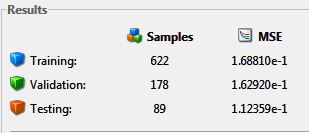 Results
Samples MSE
Training: 622 1.68810e-1
Validation: 178 1.62920e-1
Testing: 89 1.12359e-1